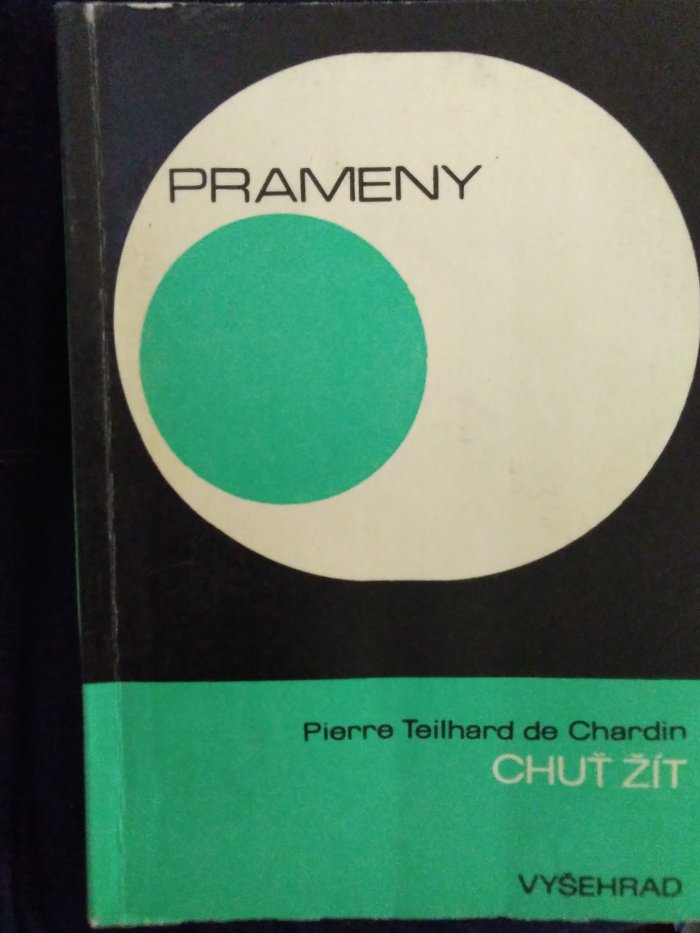 PRAMENY
Pierre Teilhard de Chardin
CHUŤ ŽÍT
VYŠEHRAD